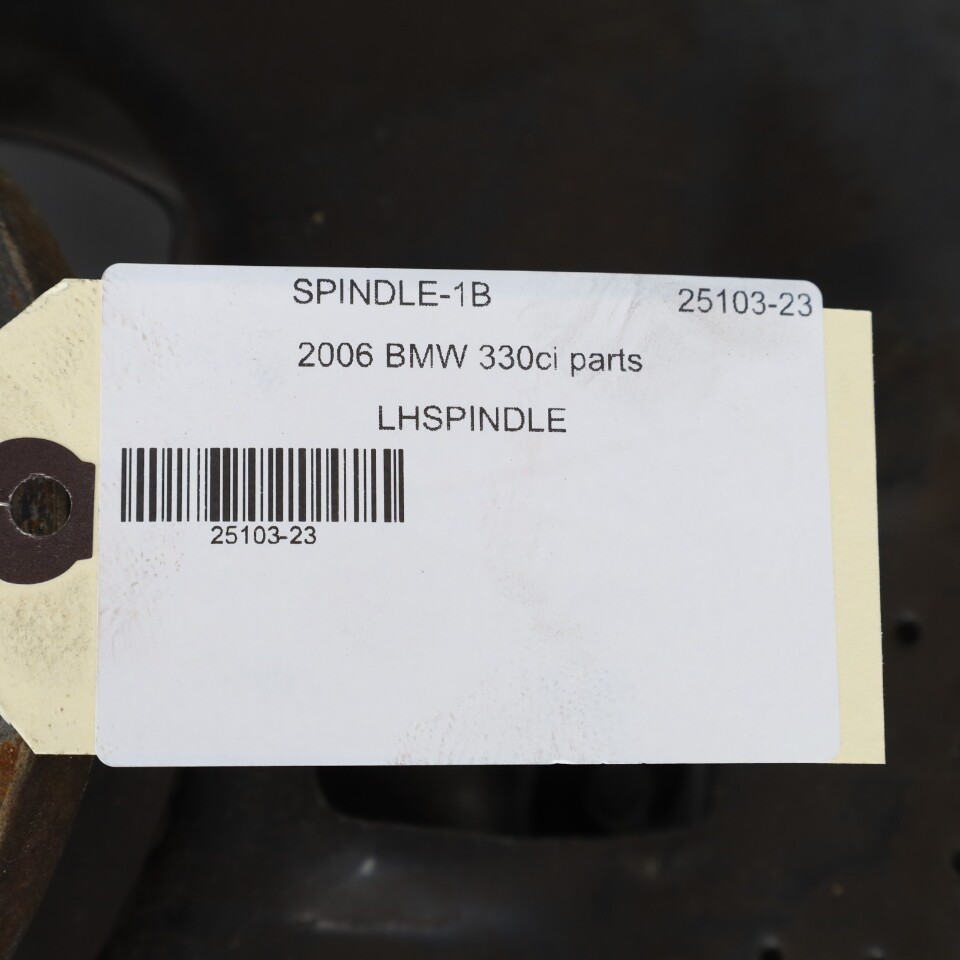 SPINDLE-1B 25103-23
2006 BMW 330ci parts
LHSPINDLE
25103-23